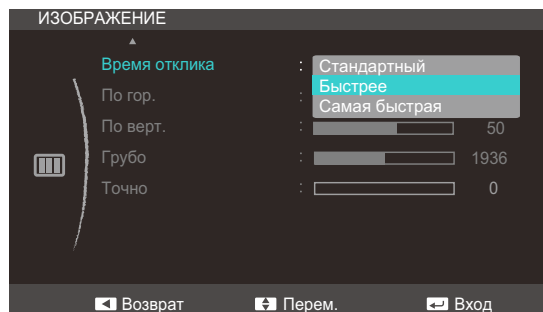 ИЗОБРАЖЕНИЕ
Время отклика : Стандартный
Быстрее
Самая быстрая
По гор. :
По верт. : 50
Грубо : 1936
Точно : 0
Возврат Перем. Вход